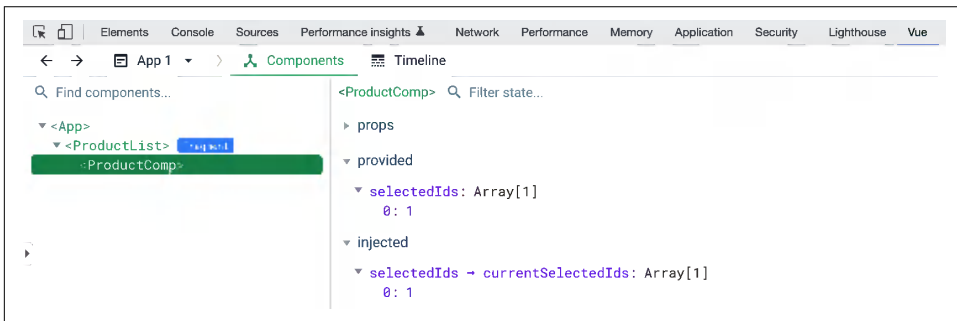 Elements Console Sources Performance insights Network Performance Memory Application Security Lighthouse Vue
App 1 Components Timeline
Find components...
<App>
<ProductList>
<ProductComp>
<ProductComp> Filter state...
props
provided
selectedIds: Array[1]
0: 1
injected
selectedIds → currentSelectedIds: Array[1]
0: 1